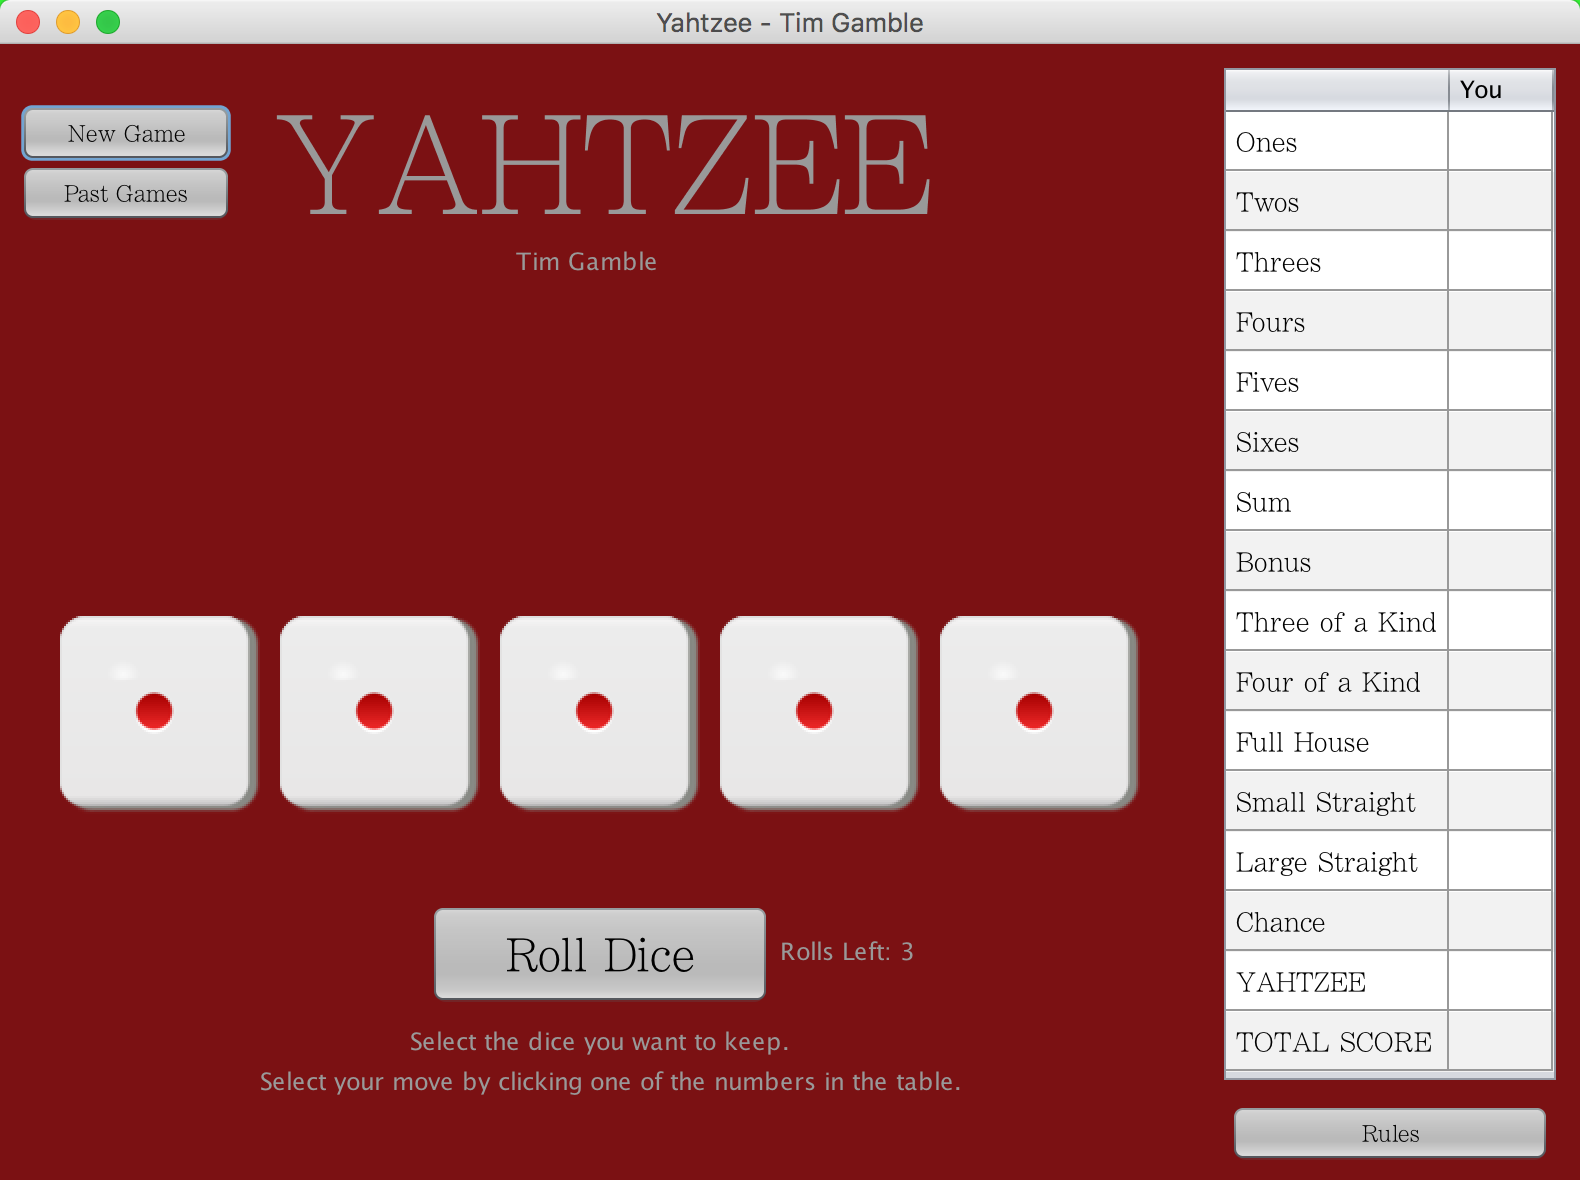 Yahtzee - Tim Gamble
New Game
Past Games
YAHTZEE
Tim Gamble
Roll Dice
Rolls Left: 3
Select the dice you want to keep.
Select your move by clicking one of the numbers in the table.
You
Ones
Twos
Threes
Fours
Fives
Sixes
Sum
Bonus
Three of a Kind
Four of a Kind
Full House
Small Straight
Large Straight
Chance
YAHTZEE
TOTAL SCORE
Rules